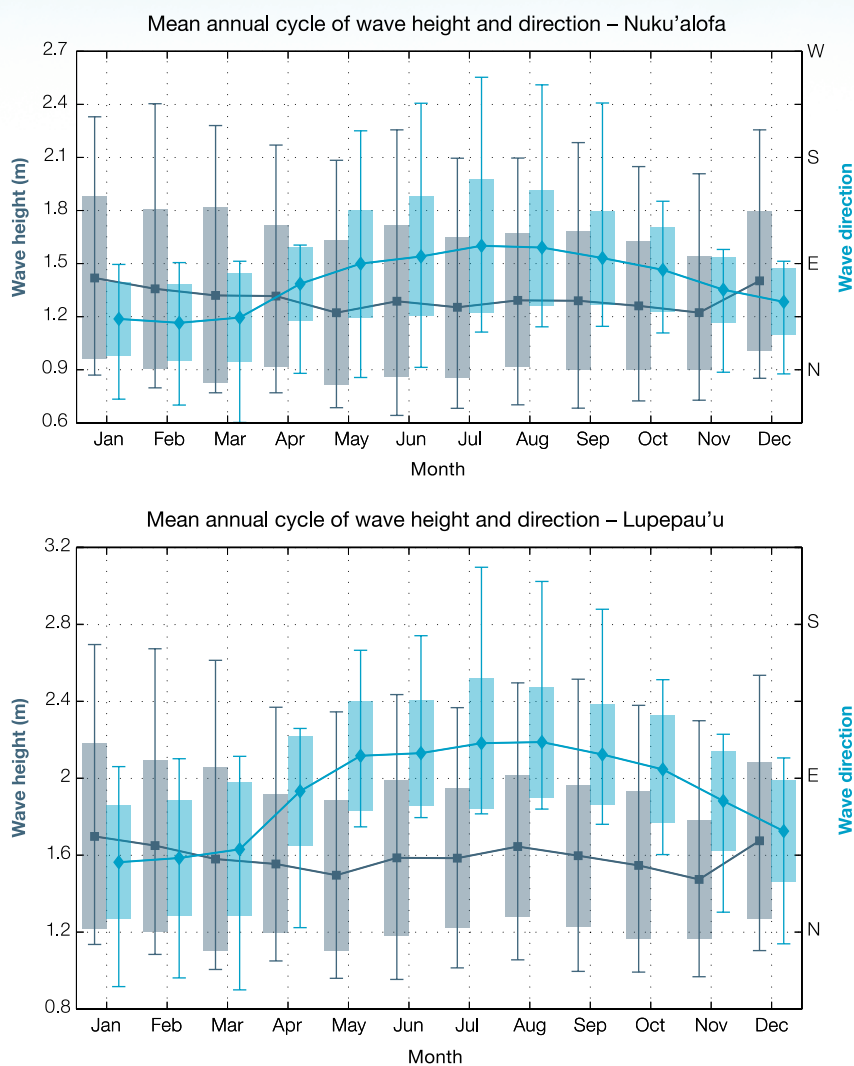 Mean annual cycle of wave height and direction – Nuku’alofa
2.7
2.4
2.1
1.8
1.5
1.2
0.9
0.6
Wave height (m)
W
S
E
N
Wave direction
Jan Feb Mar Apr May Jun Jul Aug Sep Oct Nov Dec
Month
Mean annual cycle of wave height and direction – Lupepau’u
3.2
2.8
2.4
2
1.6
1.2
0.8
Wave height (m)
S
E
N
Wave direction
Jan Feb Mar Apr May Jun Jul Aug Sep Oct Nov Dec
Month